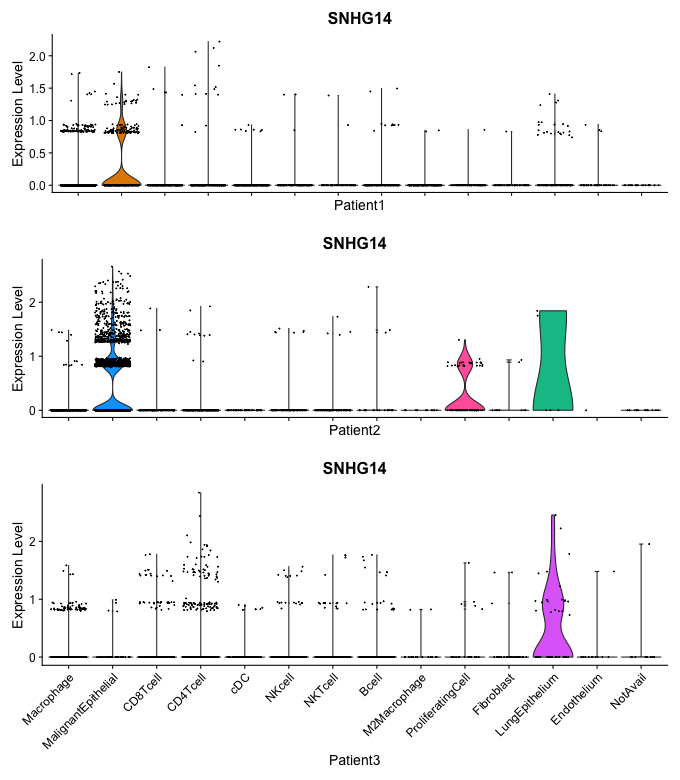 SNHG14
Expression Level
2.0
1.5
1.0
0.5
0.0
Patient1
SNHG14
Expression Level
2
1
0
Patient2
SNHG14
Expression Level
2
1
0
Macrophage
MalignantEpithelial
CD8Tcell
CD4Tcell
cDC
NKcell
NKTcell
Bcell
M2Macrophage
ProliferatingCell
Fibroblast
LungEpithelium
Endothelium
NotAvail
Patient3